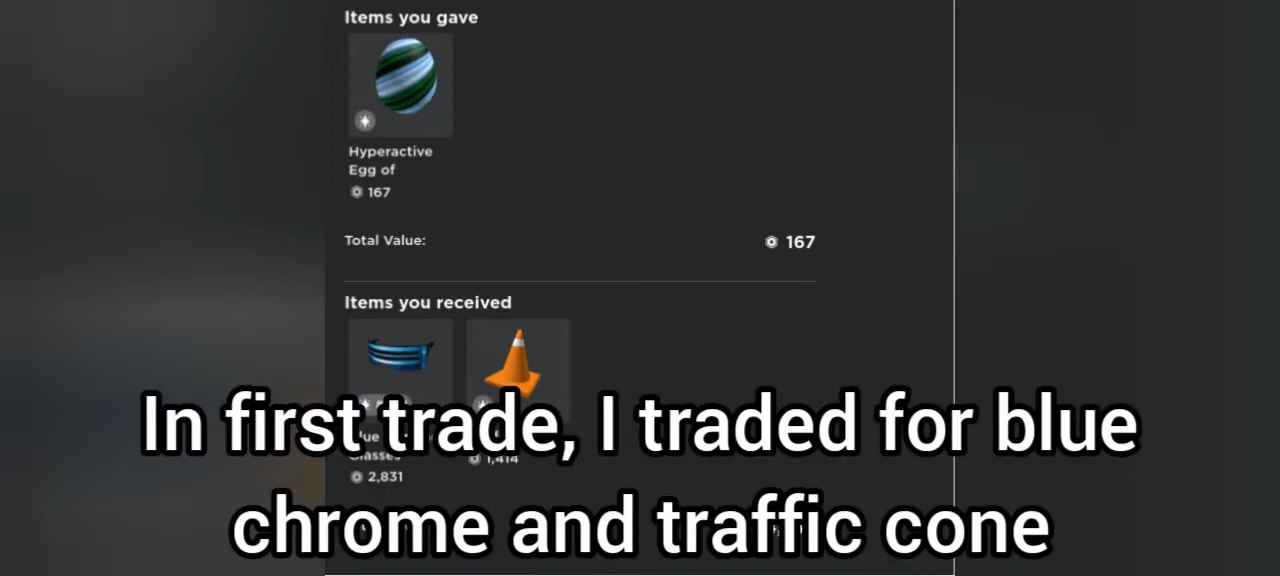 Items you gave
Hyperactive
Egg of
167
Total Value:
167
Items you received
Glasses
2,831
1,414
In first trade, I traded for blue
chrome and traffic cone